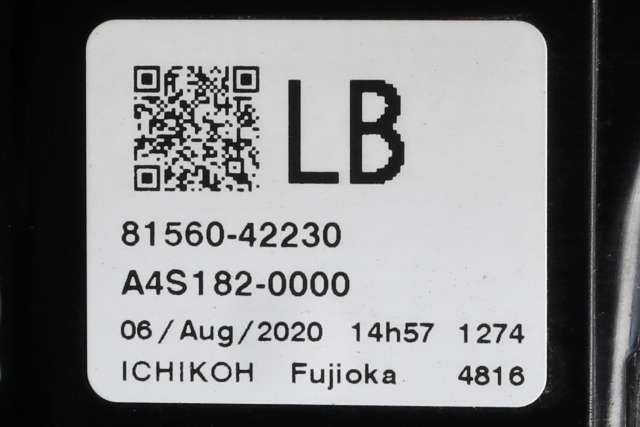 LB
81560-42230
A4S182-0000
06/Aug/2020 14h57 1274
ICHIKOH Fujioka 4816